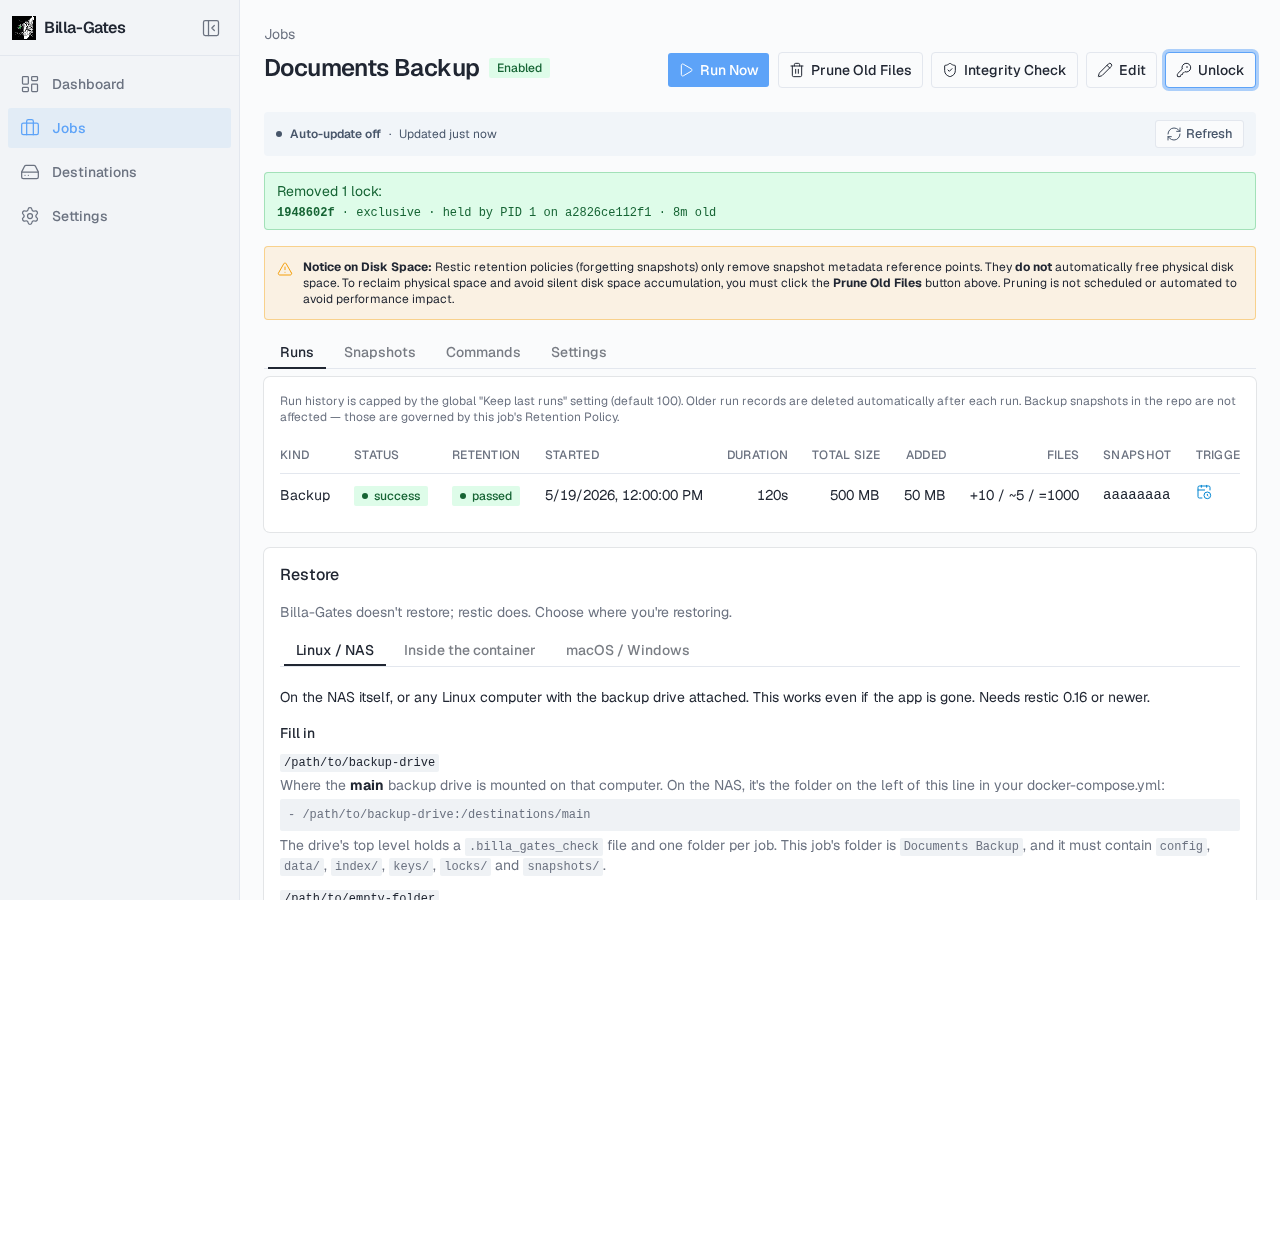 Billa-Gates
Dashboard
Jobs
Destinations
Settings
Jobs
Documents Backup Enabled
Run Now Prune Old Files Integrity Check Edit Unlock
Auto-update off · Updated just now
Refresh
Removed 1 lock:
1948602f · exclusive · held by PID 1 on a2826ce112f1 · 8m old
Notice on Disk Space: Restic retention policies (forgetting snapshots) only remove snapshot metadata reference points. They do not automatically free physical disk
space. To reclaim physical space and avoid silent disk space accumulation, you must click the Prune Old Files button above. Pruning is not scheduled or automated to
avoid performance impact.
Runs Snapshots Commands Settings
Run history is capped by the global "Keep last runs" setting (default 100). Older run records are deleted automatically after each run. Backup snapshots in the repo are not
affected — those are governed by this job's Retention Policy.
KIND STATUS RETENTION STARTED DURATION TOTAL SIZE ADDED FILES SNAPSHOT TRIGGE
Backup success passed 5/19/2026, 12:00:00 PM 120s 500 MB 50 MB +10 / ~5 / =1000 aaaaaaaa
Restore
Billa-Gates doesn't restore; restic does. Choose where you're restoring.
Linux / NAS Inside the container macOS / Windows
On the NAS itself, or any Linux computer with the backup drive attached. This works even if the app is gone. Needs restic 0.16 or newer.
Fill in
/path/to/backup-drive
Where the main backup drive is mounted on that computer. On the NAS, it's the folder on the left of this line in your docker-compose.yml:
- /path/to/backup-drive:/destinations/main
The drive's top level holds a .billa_gates_check file and one folder per job. This job's folder is Documents Backup, and it must contain config,
data/, index/, keys/, locks/ and snapshots/.
/path/to/empty-folder